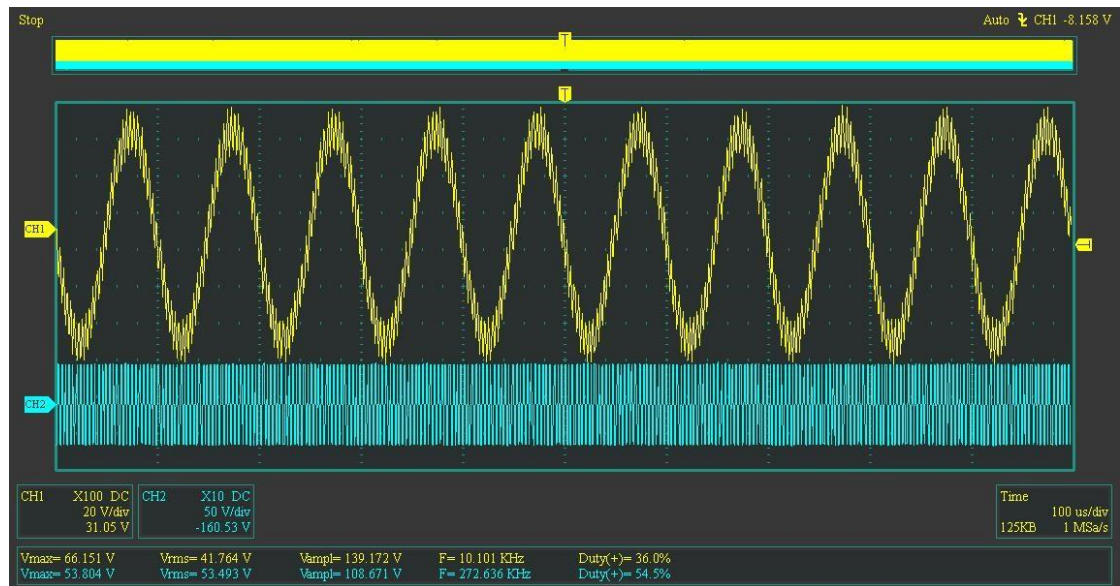 Stop
Auto CH1 -8.158 V
T
T
CH1
CH2
CH1 X100 DC
20 V/div
31.05 V
CH2 X10 DC
50 V/div
-160.53 V
Time
100 us/div
125KB 1 MSa/s
Vmax= 66.151 V Vrms= 41.764 V Vampl= 139.172 V F= 10.101 KHz Duty(+)= 36.0%
Vmax= 53.804 V Vrms= 53.493 V Vampl= 108.671 V F= 272.636 KHz Duty(+)= 54.5%